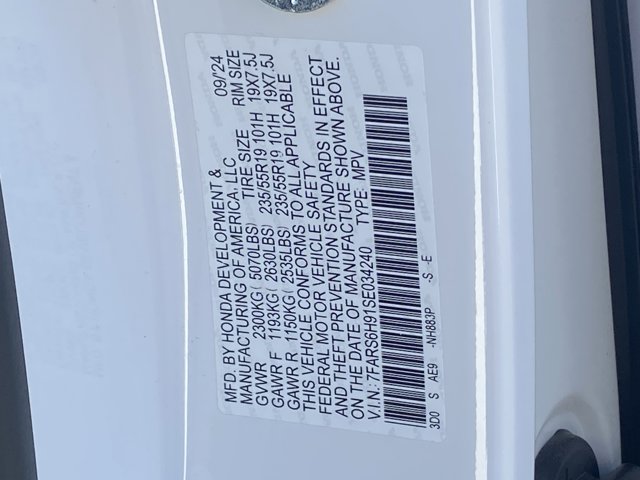 MFD. BY HONDA DEVELOPMENT & 09/'24
MANUFACTURING OF AMERICA, LLC
TIRE SIZE RIM SIZE
GVWR 2300KG( 5070LBS) 235/55R19 101H 19X7.5J
GAWR F 1193KG( 2630LBS) 235/55R19 101H 19X7.5J
GAWR R 1150KG( 2535LBS)
THIS VEHICLE CONFORMS TO ALL APPLICABLE
FEDERAL MOTOR VEHICLE SAFETY
AND THEFT PREVENTION STANDARDS IN EFFECT
ON THE DATE OF MANUFACTURE SHOWN ABOVE.
V.I.N: 7FARS6H91SE034240 TYPE: MPV
3D0 S AE9 -NH883P -S -E